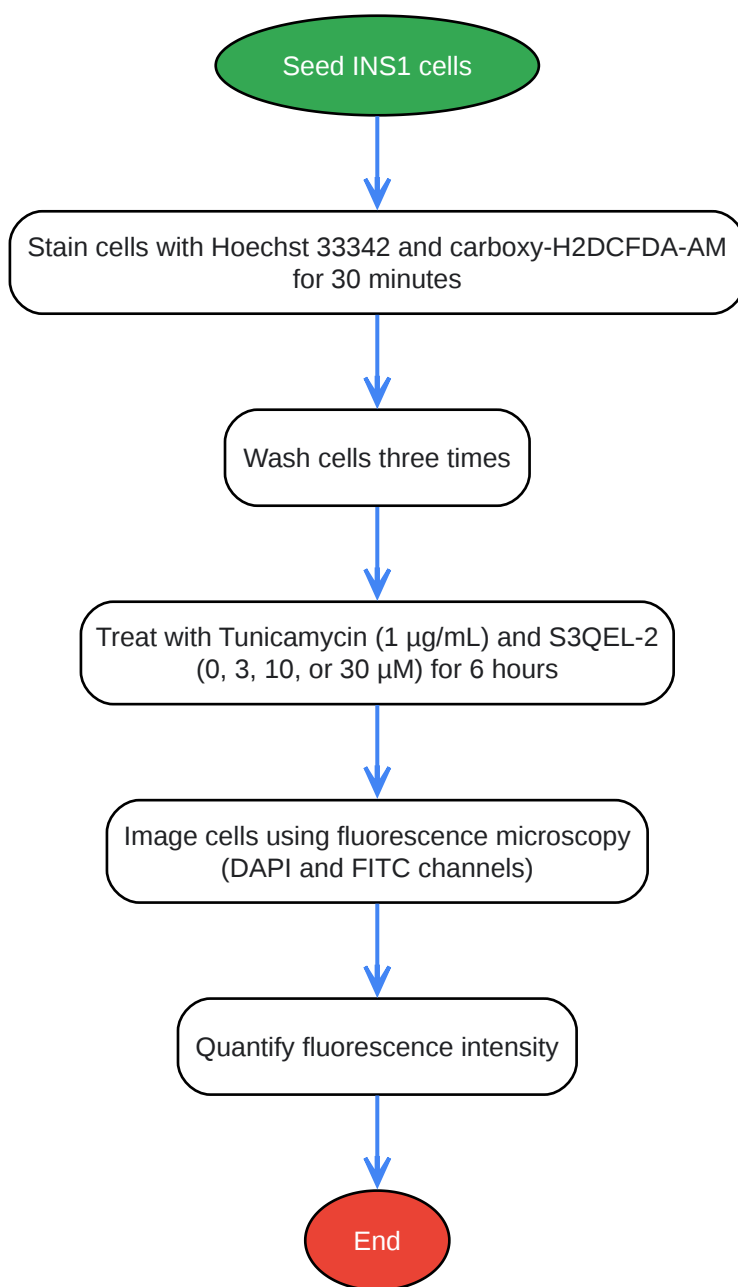 Seed INS1 cells
Stain cells with Hoechst 33342 and carboxy-H2DCFDA-AM
for 30 minutes
Wash cells three times
Treat with Tunicamycin (1 µg/mL) and S3QEL-2
(0, 3, 10, or 30 µM) for 6 hours
Image cells using fluorescence microscopy
(DAPI and FITC channels)
Quantify fluorescence intensity
End